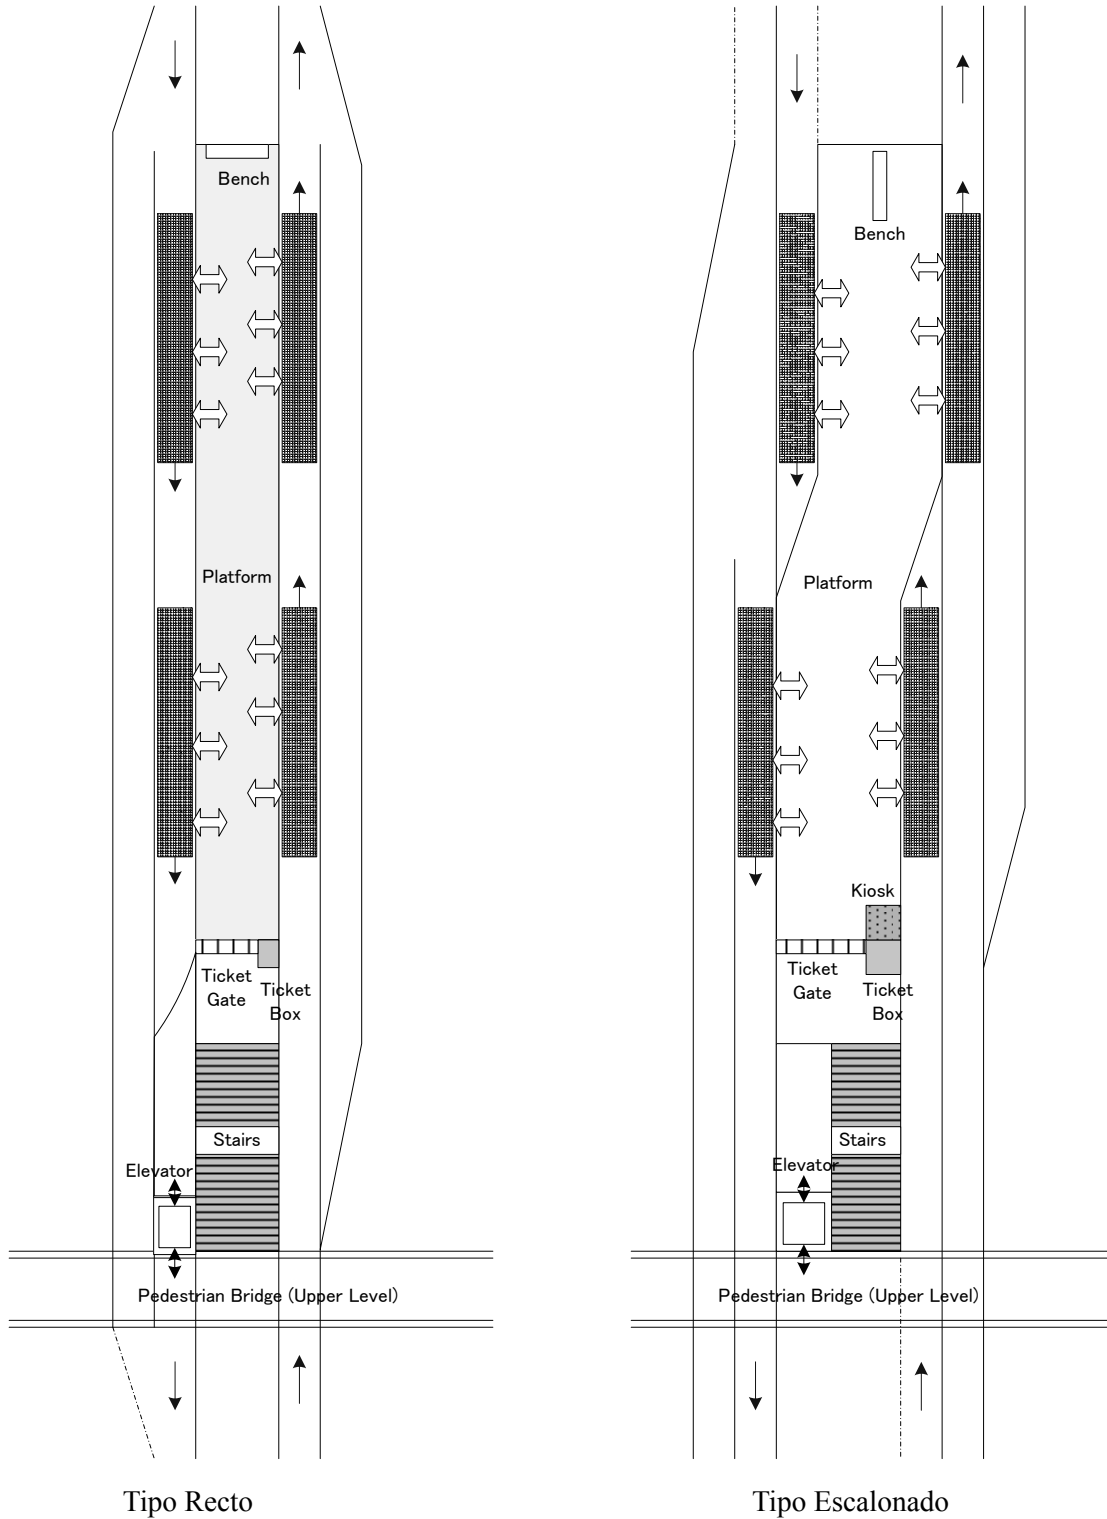 Bench
Platform
Ticket
Gate
Ticket
Box
Stairs
Elevator
Pedestrian Bridge (Upper Level)
Tipo Recto
Bench
Platform
Kiosk
Ticket
Gate
Ticket
Box
Stairs
Elevator
Pedestrian Bridge (Upper Level)
Tipo Escalonado